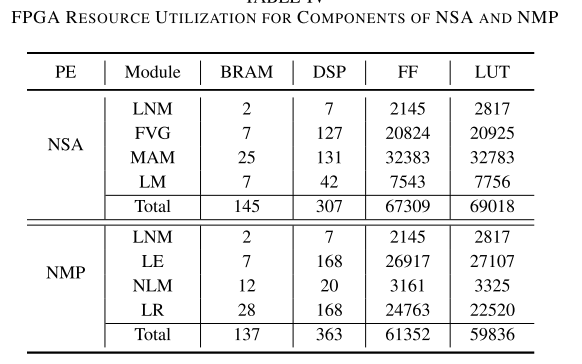 TABLE IV
FPGA RESOURCE UTILIZATION FOR COMPONENTS OF NSA AND NMP
PE Module BRAM DSP FF LUT
NSA
LNM 2 7 2145 2817
FVG 7 127 20824 20925
MAM 25 131 32383 32783
LM 7 42 7543 7756
Total 145 307 67309 69018
NMP
LNM 2 7 2145 2817
LE 7 168 26917 27107
NLM 12 20 3161 3325
LR 28 168 24763 22520
Total 137 363 61352 59836